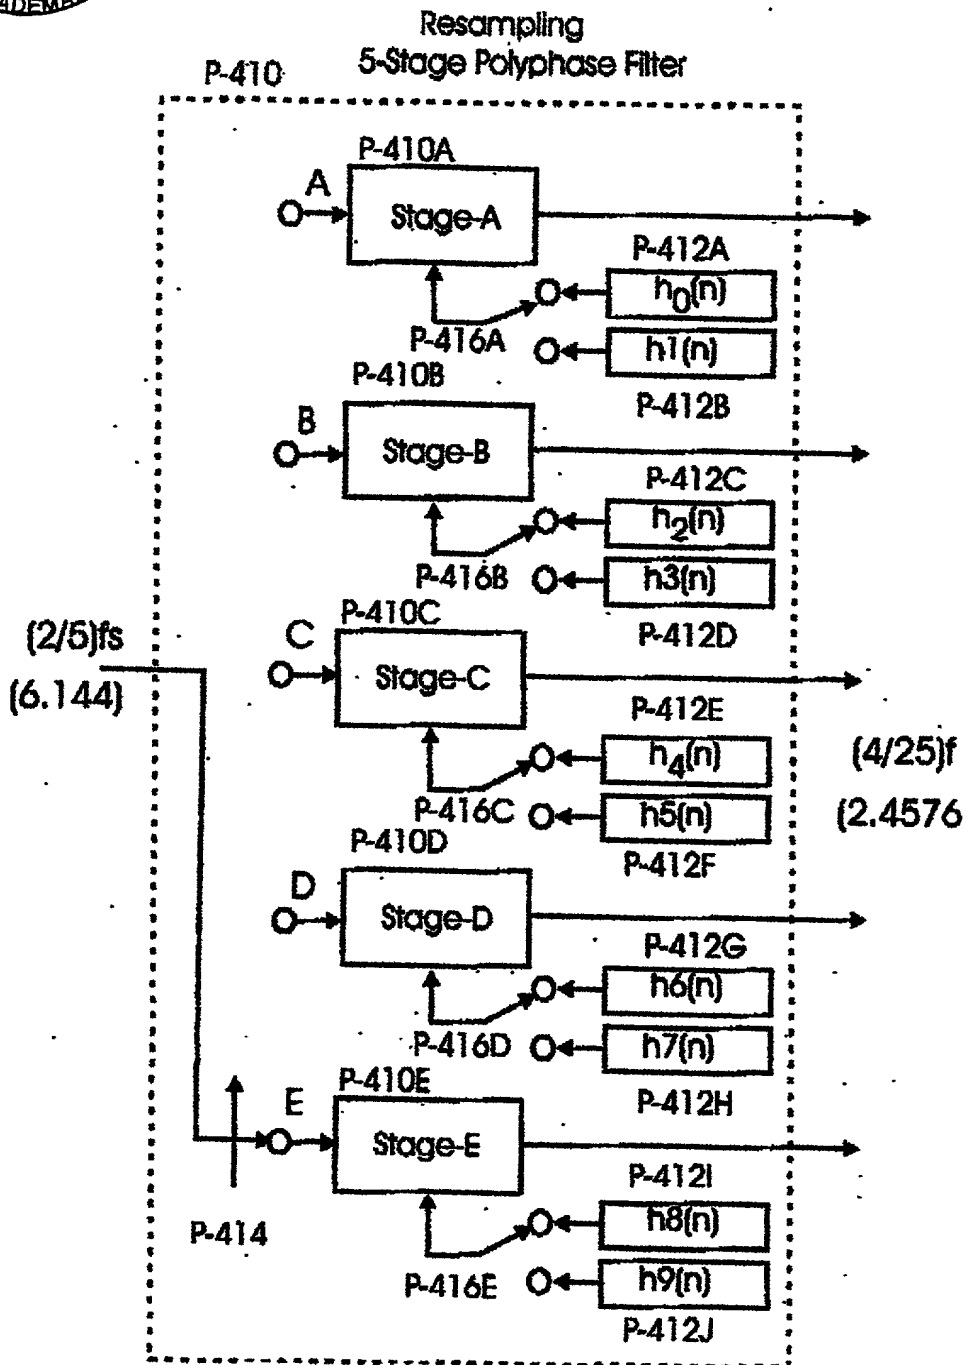 Resampling
5-Stage Polyphase Filter
P-410
P-410A
A
Stage-A
P-412A
h0(n)
P-416A
h1(n)
P-410B
P-412B
B
Stage-B
P-412C
h2(n)
P-416B
h3(n)
P-410C
P-412D
(2/5)fs
C
Stage-C
(6.144)
P-412E
h4(n)
(4/25)f
P-416C
h5(n)
(2.4576
P-410D
P-412F
D
Stage-D
P-412G
h6(n)
P-416D
h7(n)
P-410E
P-412H
E
Stage-E
P-412I
P-414
h8(n)
P-416E
h9(n)
P-412J